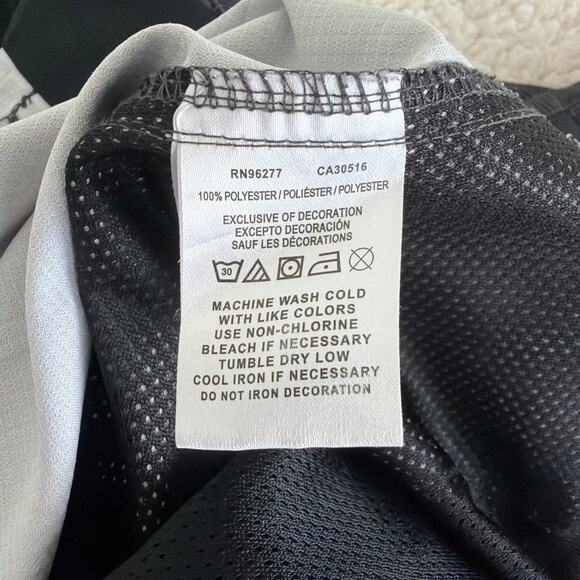 RN96277 CA30516
100% POLYESTER / POLIÉSTER / POLYESTER
EXCLUSIVE OF DECORATION
EXCEPTO DECORACIÓN
SAUF LES DÉCORATIONS
30
MACHINE WASH COLD
WITH LIKE COLORS
USE NON-CHLORINE
BLEACH IF NECESSARY
TUMBLE DRY LOW
COOL IRON IF NECESSARY
DO NOT IRON DECORATION